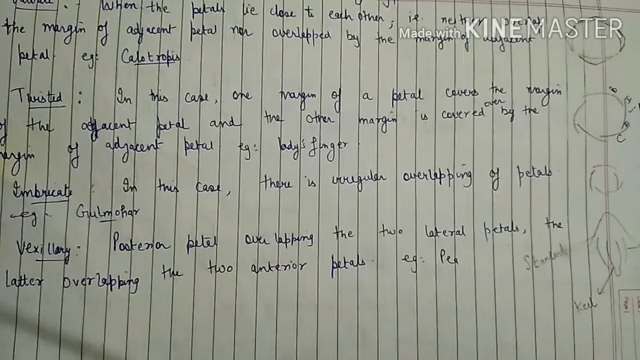 : When the petals lie close to each other, i.e. neither
the margin of adjacent petal nor overlapped by the margin of adjacent
petal eg: Calotropis
Made with KINEMASTER
Twisted : In this case, one margin of a petal covers the margin
of the adjacent petal and the other margin is covered over by the
margin of adjacent petal eg: lady's finger
Imbricate : In this case, there is irregular overlapping of petals
eg Gulmohar
Vexillary : Posterior petal overlapping the two lateral petals, the
latter overlapping the two anterior petals. eg: Pea
Standard
Keel